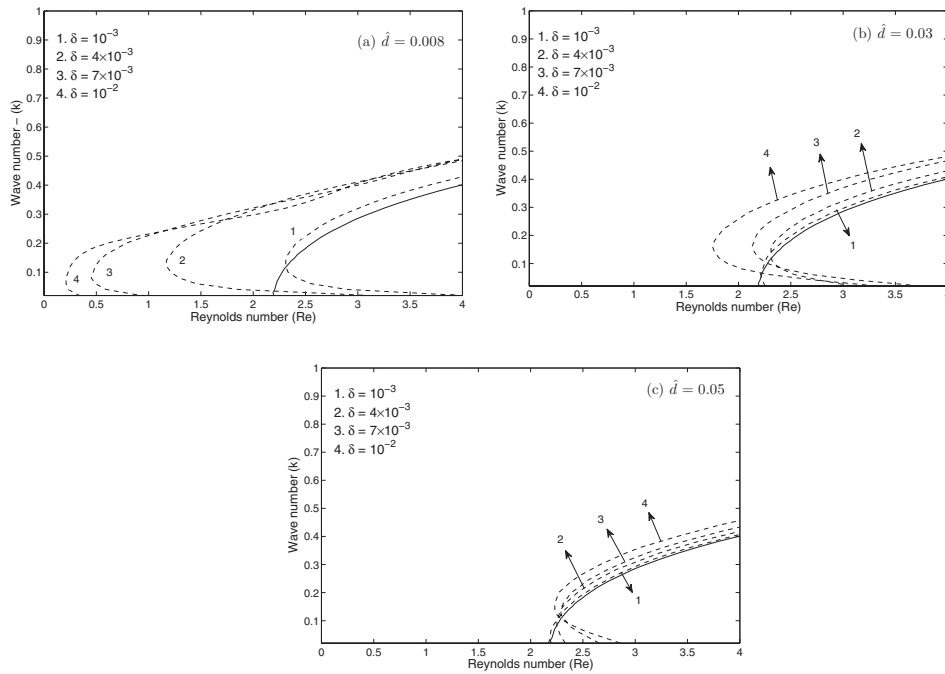 (a) d̂ = 0.008
1. δ = 10⁻³
2. δ = 4×10⁻³
3. δ = 7×10⁻³
4. δ = 10⁻²
Wave number − (k)
1
0.9
0.8
0.7
0.6
0.5
0.4
0.3
0.2
0.1
1
2
3
4
0 0.5 1 1.5 2 2.5 3 3.5 4
Reynolds number (Re)
(b) d̂ = 0.03
1. δ = 10⁻³
2. δ = 4×10⁻³
3. δ = 7×10⁻³
4. δ = 10⁻²
Wave number (k)
1
0.9
0.8
0.7
0.6
0.5
0.4
0.3
0.2
0.1
4
3
2
1
0 0.5 1 1.5 2 2.5 3 3.5 4
Reynolds number (Re)
(c) d̂ = 0.05
1. δ = 10⁻³
2. δ = 4×10⁻³
3. δ = 7×10⁻³
4. δ = 10⁻²
Wave number (k)
1
0.9
0.8
0.7
0.6
0.5
0.4
0.3
0.2
0.1
2
3
4
1
0 0.5 1 1.5 2 2.5 3 3.5 4
Reynolds number (Re)